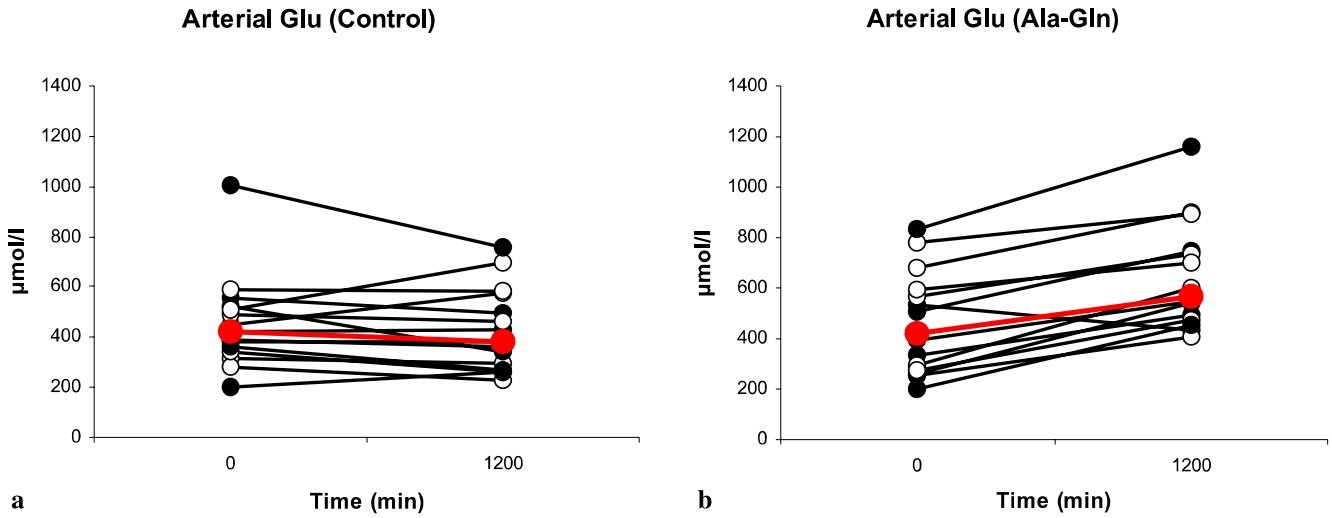 Arterial Glu (Control)
1400
1200
1000
800
600
400
200
0
µmol/l
0
1200
Time (min)
a
Arterial Glu (Ala-Gln)
1400
1200
1000
800
600
400
200
0
µmol/l
0
1200
Time (min)
b